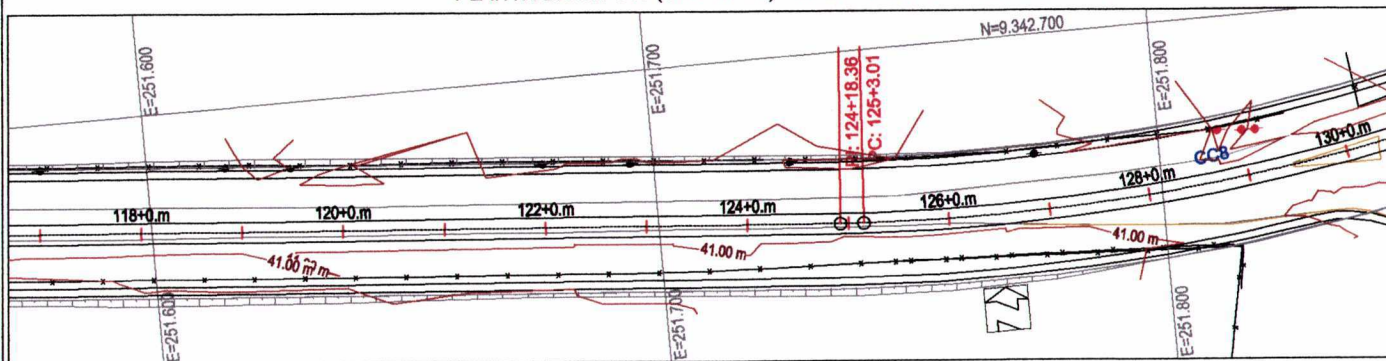 N=9.342.700
E=251.600
E=251.700
E=251.800
124+18.36
PC: 125+3.01
130+0.m
CC8
128+0.m
118+0.m
120+0.m
122+0.m
124+0.m
126+0.m
41.00 m
41.00 m
41.00
E=251.600
E=251.700
E=251.800